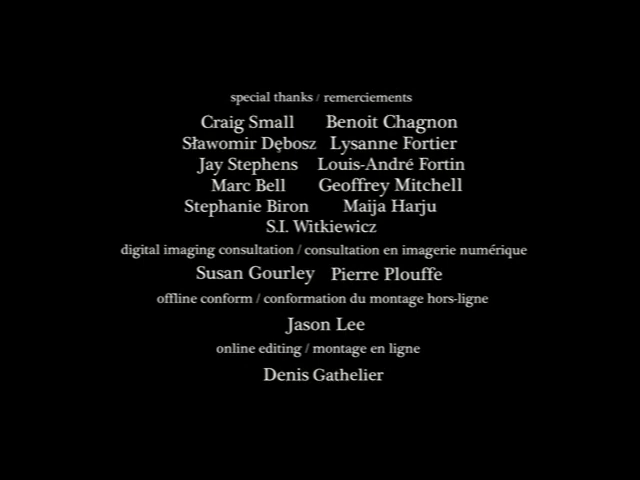 special thanks / remerciements
Craig Small Benoit Chagnon
Sławomir Dębosz Lysanne Fortier
Jay Stephens Louis-André Fortin
Marc Bell Geoffrey Mitchell
Stephanie Biron Maija Harju
S.I. Witkiewicz
digital imaging consultation / consultation en imagerie numérique
Susan Gourley Pierre Plouffe
offline conform / conformation du montage hors-ligne
Jason Lee
online editing / montage en ligne
Denis Gathelier